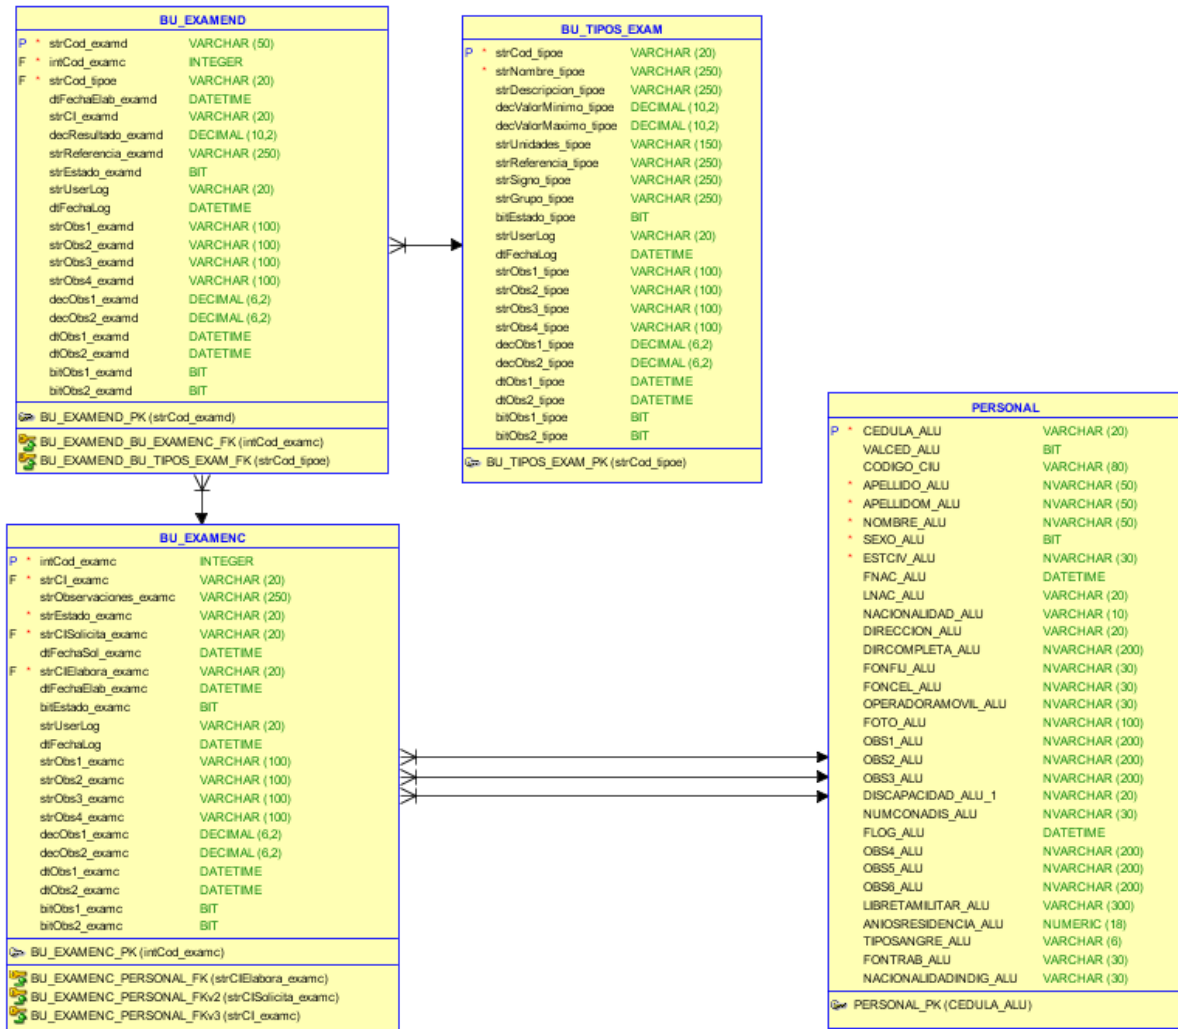 BU_EXAMEND
P * strCod_examd VARCHAR (50)
F * intCod_examc INTEGER
F * strCod_tipoe VARCHAR (20)
dtFechaElab_examd DATETIME
strCI_examd VARCHAR (20)
decResultado_examd DECIMAL (10,2)
strReferencia_examd VARCHAR (250)
strEstado_examd BIT
strUserLog VARCHAR (20)
dtFechaLog DATETIME
strObs1_examd VARCHAR (100)
strObs2_examd VARCHAR (100)
strObs3_examd VARCHAR (100)
strObs4_examd VARCHAR (100)
decObs1_examd DECIMAL (6,2)
decObs2_examd DECIMAL (6,2)
dtObs1_examd DATETIME
dtObs2_examd DATETIME
bitObs1_examd BIT
bitObs2_examd BIT
BU_EXAMEND_PK (strCod_examd)
BU_EXAMEND_BU_EXAMENC_FK (intCod_examc)
BU_EXAMEND_BU_TIPOS_EXAM_FK (strCod_tipoe)
BU_TIPOS_EXAM
P * strCod_tipoe VARCHAR (20)
* strNombre_tipoe VARCHAR (250)
strDescripcion_tipoe VARCHAR (250)
decValorMinimo_tipoe DECIMAL (10,2)
decValorMaximo_tipoe DECIMAL (10,2)
strUnidades_tipoe VARCHAR (150)
strReferencia_tipoe VARCHAR (250)
strSigno_tipoe VARCHAR (250)
strGrupo_tipoe VARCHAR (250)
bitEstado_tipoe BIT
strUserLog VARCHAR (20)
dtFechaLog DATETIME
strObs1_tipoe VARCHAR (100)
strObs2_tipoe VARCHAR (100)
strObs3_tipoe VARCHAR (100)
strObs4_tipoe VARCHAR (100)
decObs1_tipoe DECIMAL (6,2)
decObs2_tipoe DECIMAL (6,2)
dtObs1_tipoe DATETIME
dtObs2_tipoe DATETIME
bitObs1_tipoe BIT
bitObs2_tipoe BIT
BU_TIPOS_EXAM_PK (strCod_tipoe)
BU_EXAMENC
P * intCod_examc INTEGER
F * strCI_examc VARCHAR (20)
strObservaciones_examc VARCHAR (250)
* strEstado_examc VARCHAR (20)
F * strCISolicita_examc VARCHAR (20)
dtFechaSol_examc DATETIME
F * strCIElabora_examc VARCHAR (20)
dtFechaElab_examc DATETIME
bitEstado_examc BIT
strUserLog VARCHAR (20)
dtFechaLog DATETIME
strObs1_examc VARCHAR (100)
strObs2_examc VARCHAR (100)
strObs3_examc VARCHAR (100)
strObs4_examc VARCHAR (100)
decObs1_examc DECIMAL (6,2)
decObs2_examc DECIMAL (6,2)
dtObs1_examc DATETIME
dtObs2_examc DATETIME
bitObs1_examc BIT
bitObs2_examc BIT
BU_EXAMENC_PK (intCod_examc)
BU_EXAMENC_PERSONAL_FK (strCIElabora_examc)
BU_EXAMENC_PERSONAL_FKv2 (strCISolicita_examc)
BU_EXAMENC_PERSONAL_FKv3 (strCI_examc)
PERSONAL
P * CEDULA_ALU VARCHAR (20)
VALCED_ALU BIT
CODIGO_CIU VARCHAR (80)
* APELLIDO_ALU NVARCHAR (50)
* APELLIDOM_ALU NVARCHAR (50)
* NOMBRE_ALU NVARCHAR (50)
* SEXO_ALU BIT
* ESTCIV_ALU NVARCHAR (30)
FNAC_ALU DATETIME
LNAC_ALU VARCHAR (20)
NACIONALIDAD_ALU VARCHAR (10)
DIRECCION_ALU VARCHAR (20)
DIRCOMPLETA_ALU NVARCHAR (200)
FONFIJ_ALU NVARCHAR (30)
FONCEL_ALU NVARCHAR (30)
OPERADORAMOVIL_ALU NVARCHAR (30)
FOTO_ALU NVARCHAR (100)
OBS1_ALU NVARCHAR (200)
OBS2_ALU NVARCHAR (200)
OBS3_ALU NVARCHAR (200)
DISCAPACIDAD_ALU_1 NVARCHAR (20)
NUMCONADIS_ALU NVARCHAR (30)
FLOG_ALU DATETIME
OBS4_ALU NVARCHAR (200)
OBS5_ALU NVARCHAR (200)
OBS6_ALU NVARCHAR (200)
LIBRETAMILITAR_ALU VARCHAR (300)
ANIOSRESIDENCIA_ALU NUMERIC (18)
TIPOSANGRE_ALU VARCHAR (6)
FONTRAB_ALU VARCHAR (30)
NACIONALIDADINDIG_ALU VARCHAR (30)
PERSONAL_PK (CEDULA_ALU)